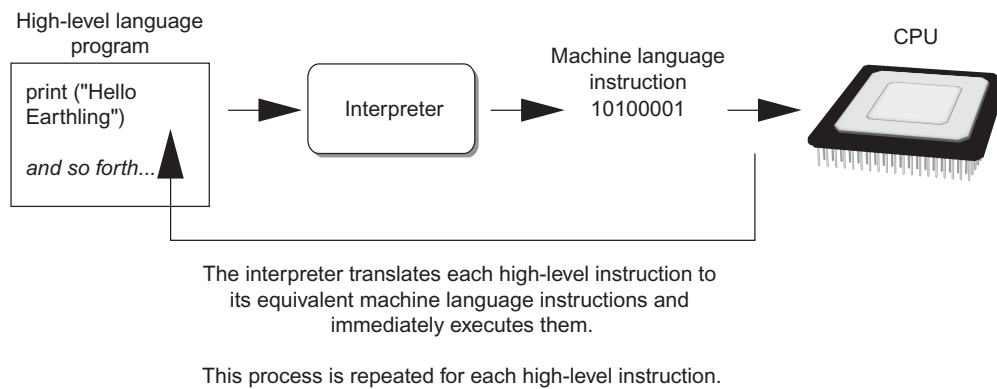 High-level language
program
print ("Hello
Earthling")
and so forth...
Interpreter
Machine language
instruction
10100001
CPU
The interpreter translates each high-level instruction to
its equivalent machine language instructions and
immediately executes them.
This process is repeated for each high-level instruction.